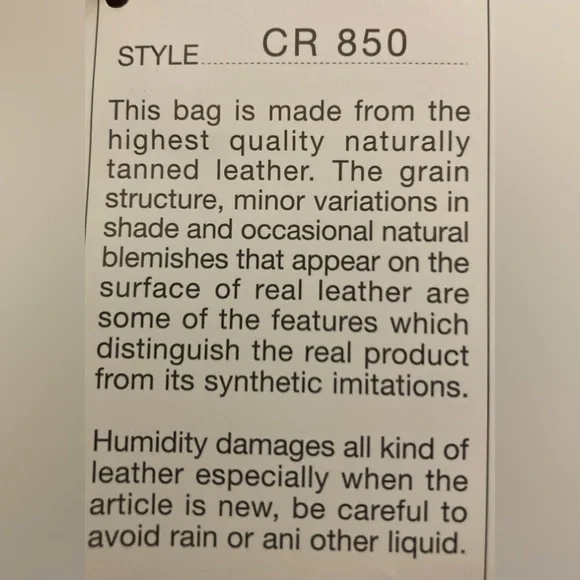 STYLE CR 850
This bag is made from the
highest quality naturally
tanned leather. The grain
structure, minor variations in
shade and occasional natural
blemishes that appear on the
surface of real leather are
some of the features which
distinguish the real product
from its synthetic imitations.
Humidity damages all kind of
leather especially when the
article is new, be careful to
avoid rain or ani other liquid.